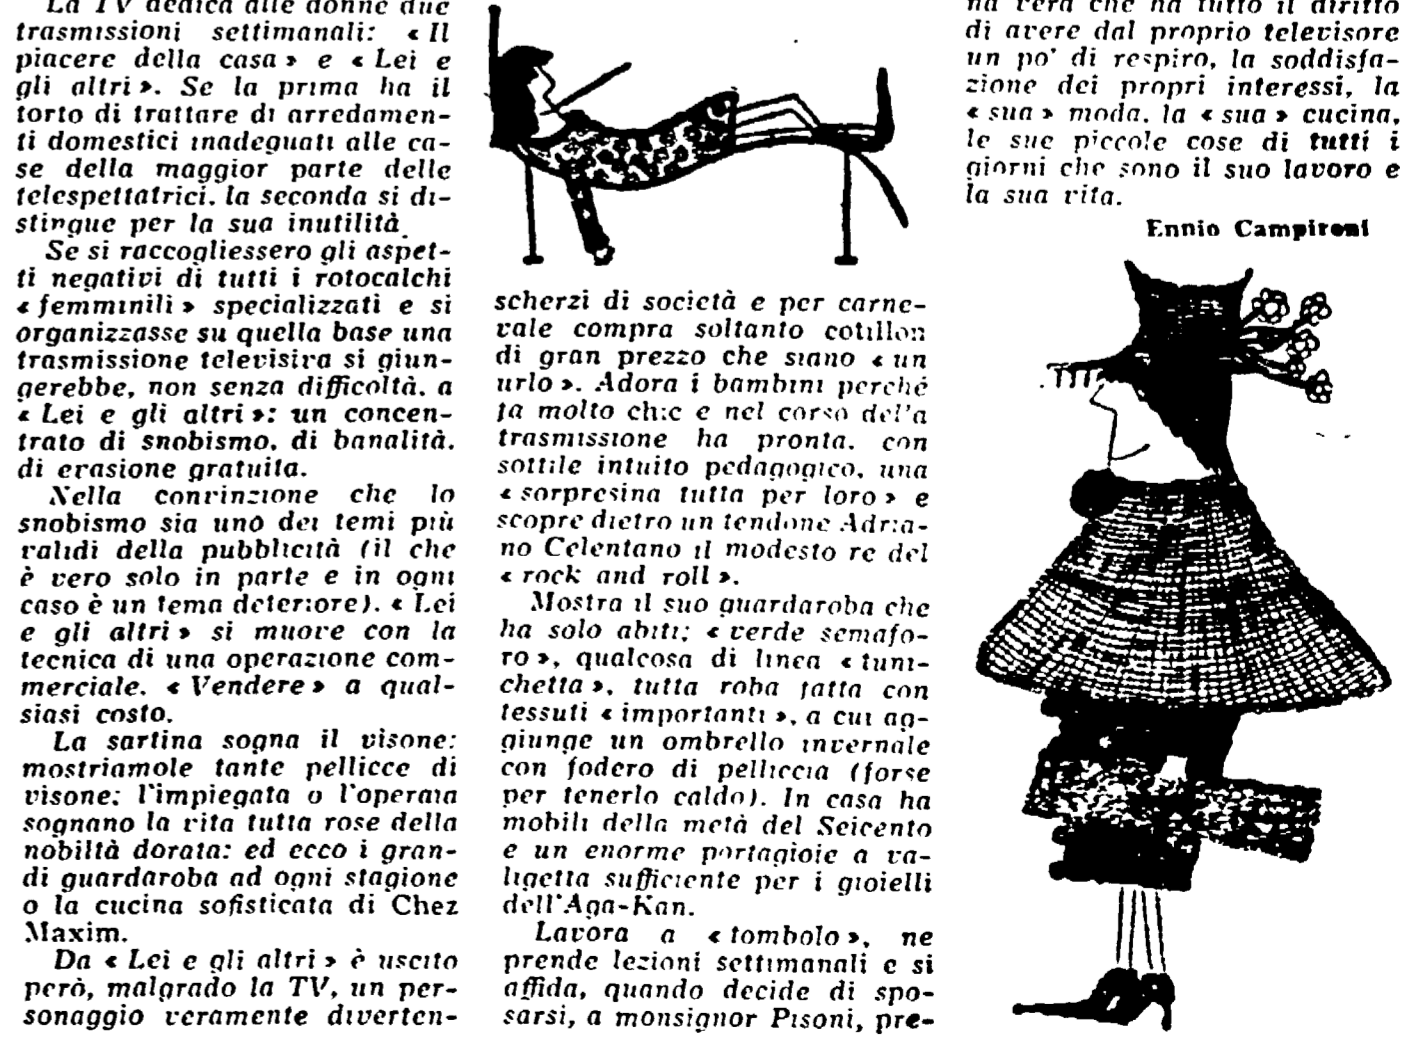 La TV dedica alle donne due
trasmissioni settimanali: « Il
piacere della casa » e « Lei e
gli altri ». Se la prima ha il
torto di trattare di arredamen-
ti domestici inadeguati alle ca-
se della maggior parte delle
telespettatrici, la seconda si di-
stingue per la sua inutilità.
Se si raccogliessero gli aspet-
ti negativi di tutti i rotocalchi
« femminili » specializzati e si
organizzasse su quella base una
trasmissione televisiva si giun-
gerebbe, non senza difficoltà, a
« Lei e gli altri »: un concen-
trato di snobismo, di banalità,
di evasione gratuita.
Nella convinzione che lo
snobismo sia uno dei temi più
validi della pubblicità (il che
è vero solo in parte e in ogni
caso è un tema deteriore). « Lei
e gli altri » si muove con la
tecnica di una operazione com-
merciale. « Vendere » a qual-
siasi costo.
La sartina sogna il visone:
mostriamole tante pellicce di
visone; l'impiegata o l'operaia
sognano la vita tutta rose della
nobiltà dorata: ed ecco i gran-
di guardaroba ad ogni stagione
o la cucina sofisticata di Chez
Maxim.
Da « Lei e gli altri » è uscito
però, malgrado la TV, un per-
sonaggio veramente diverten-
scherzi di società e per carne-
vale compra soltanto cotillon
di gran prezzo che siano « un
urlo ». Adora i bambini perché
fa molto chic e nel corso della
trasmissione ha pronta, con
sottile intuito pedagogico, una
« sorpresina tutta per loro » e
scopre dietro un tendone Adria-
no Celentano il modesto re del
« rock and roll ».
Mostra il suo guardaroba che
ha solo abiti: « verde semafo-
ro », qualcosa di linea « tuni-
chetta », tutta roba fatta con
tessuti « importanti », a cui ag-
giunge un ombrello invernale
con fodero di pelliccia (forse
per tenerlo caldo). In casa ha
mobili della metà del Seicento
e un enorme portagioie a va-
ligetta sufficiente per i gioielli
dell'Aga-Kan.
Lavora a « tombolo », ne
prende lezioni settimanali e si
affida, quando decide di spo-
sarsi, a monsignor Pisoni, pre-
na vera che ha tutto il diritto
di avere dal proprio televisore
un po' di respiro, la soddisfa-
zione dei propri interessi, la
« sua » moda, la « sua » cucina,
le sue piccole cose di tutti i
giorni che sono il suo lavoro e
la sua vita.
Ennio Campironi